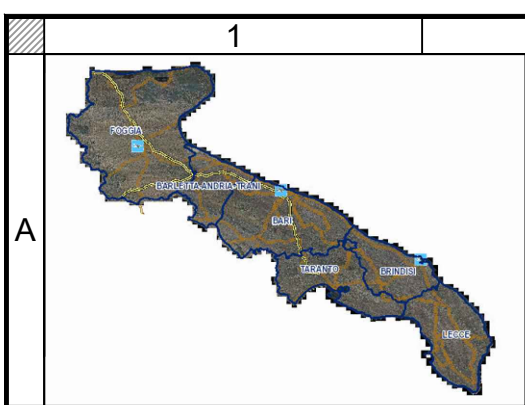 1
A
FOGGIA
BARLETTA-ANDRIA-TRANI
BARI
TARANTO
BRINDISI
LECCE